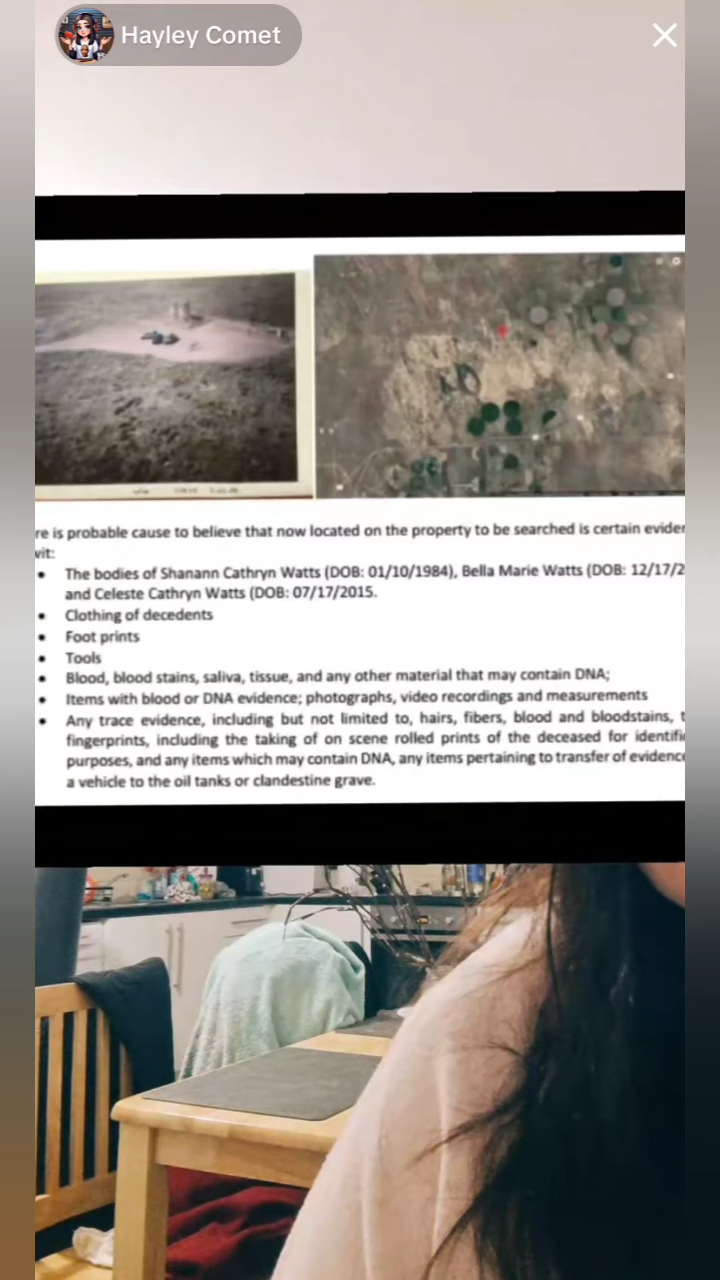 Hayley Comet
re is probable cause to believe that now located on the property to be searched is certain evider
vit:
• The bodies of Shanann Cathryn Watts (DOB: 01/10/1984), Bella Marie Watts (DOB: 12/17/2
and Celeste Cathryn Watts (DOB: 07/17/2015.
• Clothing of decedents
• Foot prints
• Tools
• Blood, blood stains, saliva, tissue, and any other material that may contain DNA;
• Items with blood or DNA evidence; photographs, video recordings and measurements
• Any trace evidence, including but not limited to, hairs, fibers, blood and bloodstains, t
fingerprints, including the taking of on scene rolled prints of the deceased for identifi
purposes, and any items which may contain DNA, any items pertaining to transfer of evidence
a vehicle to the oil tanks or clandestine grave.